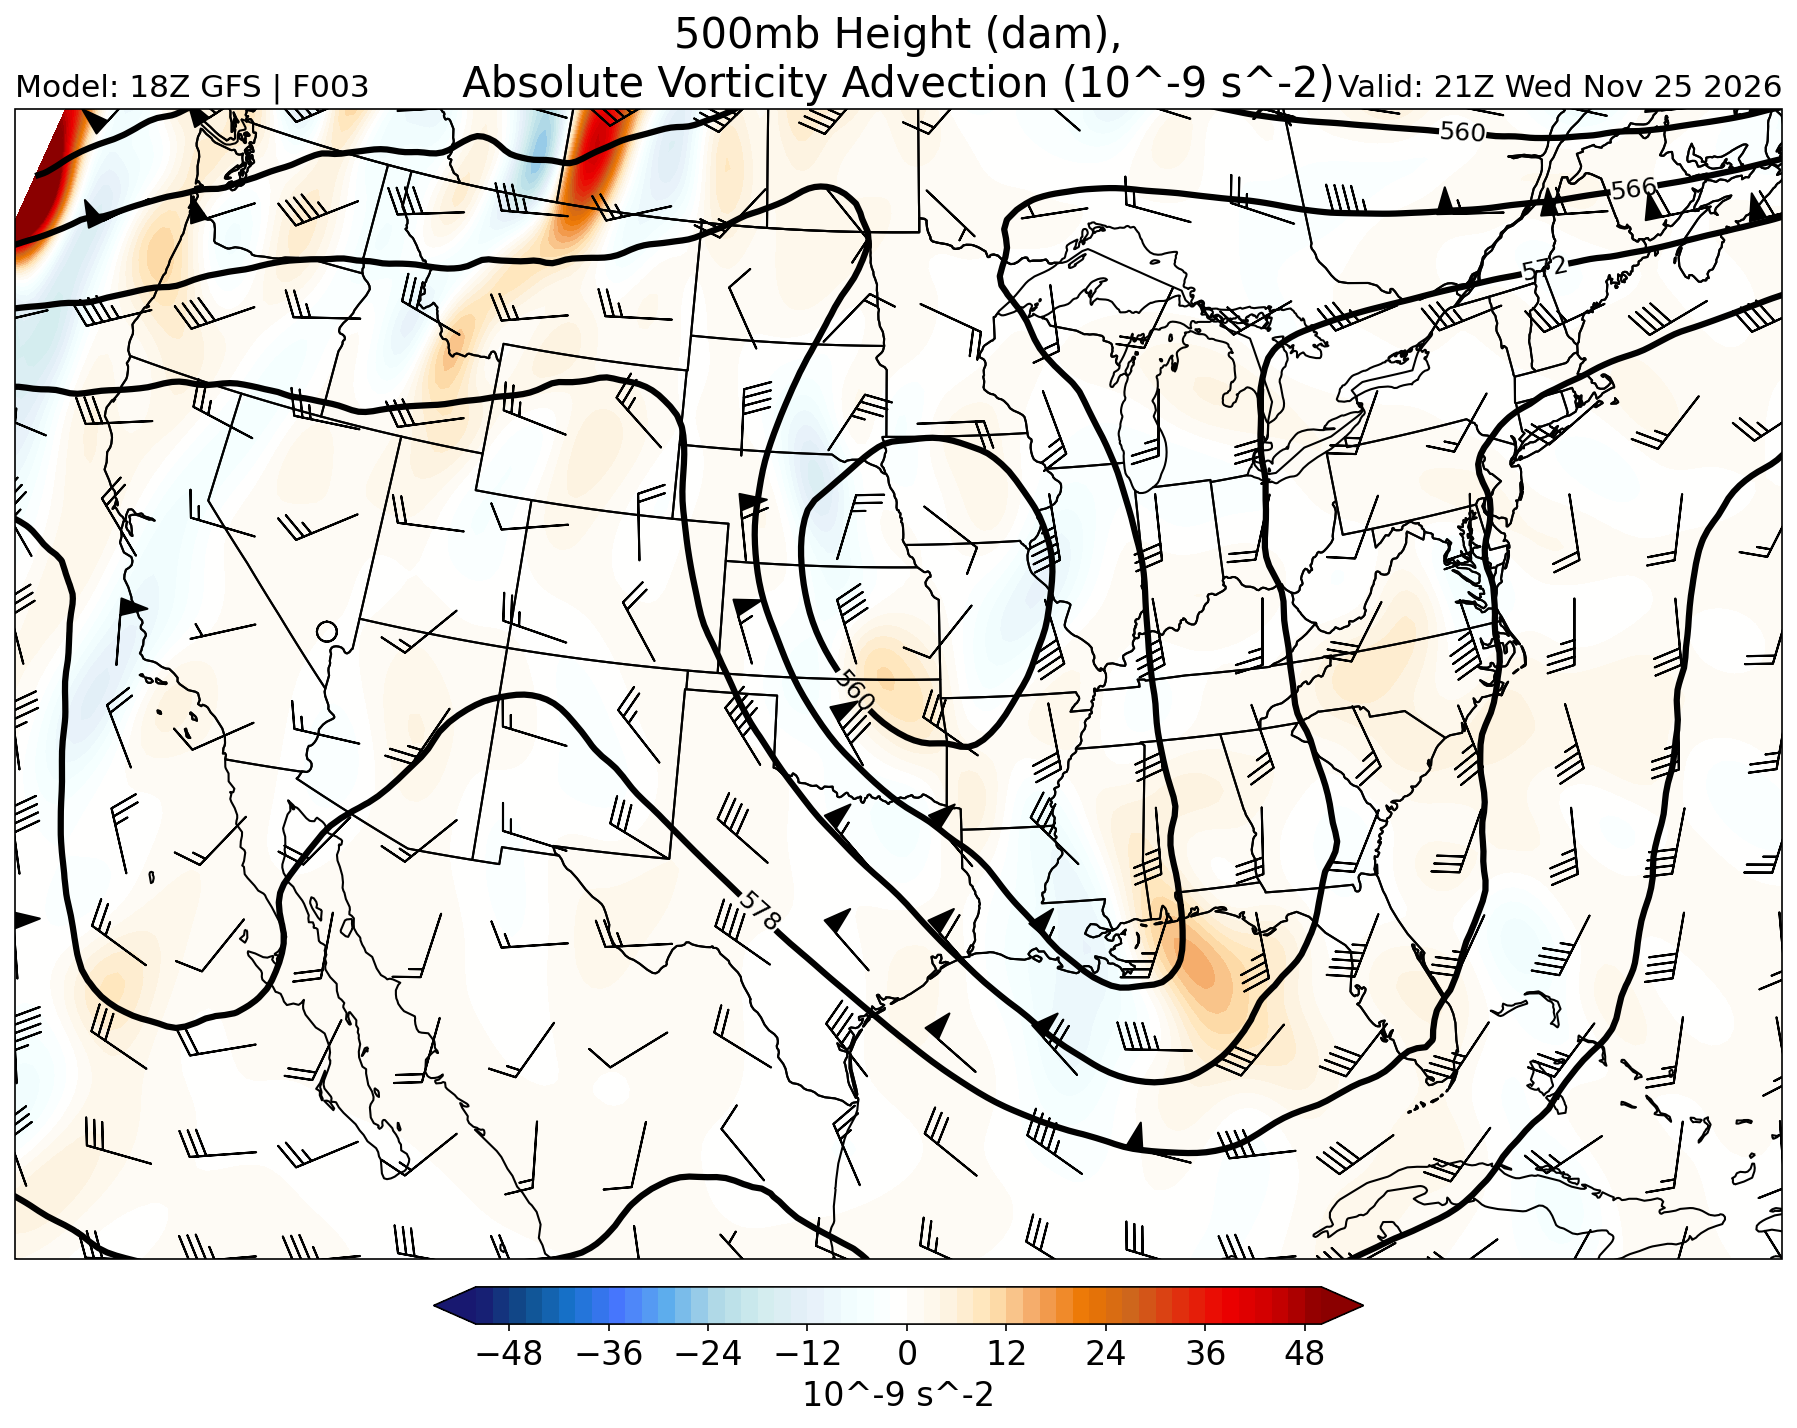 500mb Height (dam),
Model: 18Z GFS | F003
Absolute Vorticity Advection (10^-9 s^-2)
Valid: 21Z Wed Nov 25 2026
560
566
572
560
578
−48 −36 −24 −12 0 12 24 36 48
10^-9 s^-2